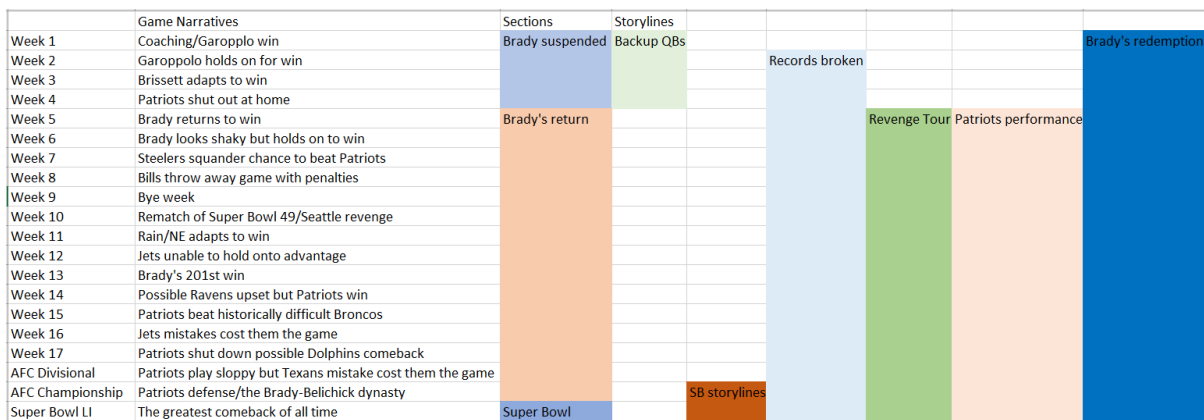 Game Narratives Sections Storylines
Week 1 Coaching/Garopplo win Brady suspended Backup QBs Brady's redemption
Week 2 Garoppolo holds on for win Records broken
Week 3 Brissett adapts to win
Week 4 Patriots shut out at home
Week 5 Brady returns to win Brady's return Revenge Tour Patriots performance
Week 6 Brady looks shaky but holds on to win
Week 7 Steelers squander chance to beat Patriots
Week 8 Bills throw away game with penalties
Week 9 Bye week
Week 10 Rematch of Super Bowl 49/Seattle revenge
Week 11 Rain/NE adapts to win
Week 12 Jets unable to hold onto advantage
Week 13 Brady's 201st win
Week 14 Possible Ravens upset but Patriots win
Week 15 Patriots beat historically difficult Broncos
Week 16 Jets mistakes cost them the game
Week 17 Patriots shut down possible Dolphins comeback
AFC Divisional Patriots play sloppy but Texans mistake cost them the game
AFC Championship Patriots defense/the Brady-Belichick dynasty SB storylines
Super Bowl LI The greatest comeback of all time Super Bowl